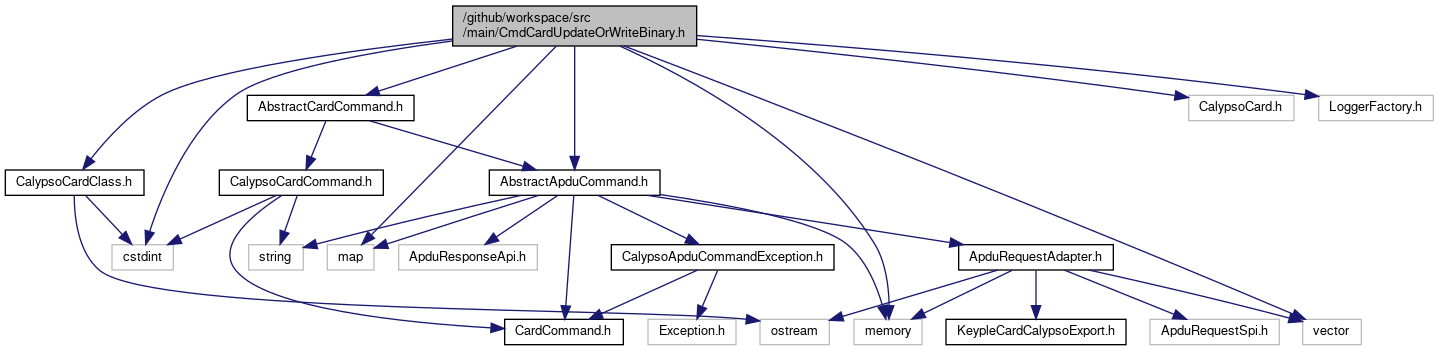 /github/workspace/src
/main/CmdCardUpdateOrWriteBinary.h
AbstractCardCommand.h
CalypsoCard.h
LoggerFactory.h
CalypsoCardClass.h
CalypsoCardCommand.h
AbstractApduCommand.h
cstdint
string
map
ApduResponseApi.h
CalypsoApduCommandException.h
ApduRequestAdapter.h
CardCommand.h
Exception.h
ostream
memory
KeypleCardCalypsoExport.h
ApduRequestSpi.h
vector